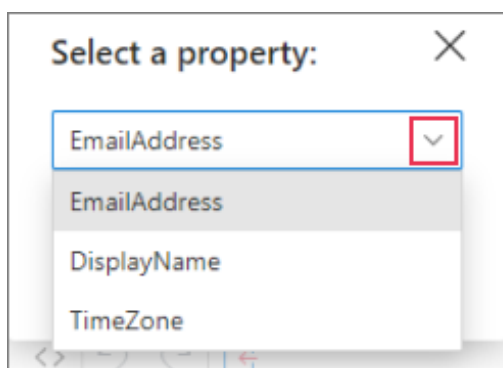 Select a property:
EmailAddress
EmailAddress
DisplayName
TimeZone